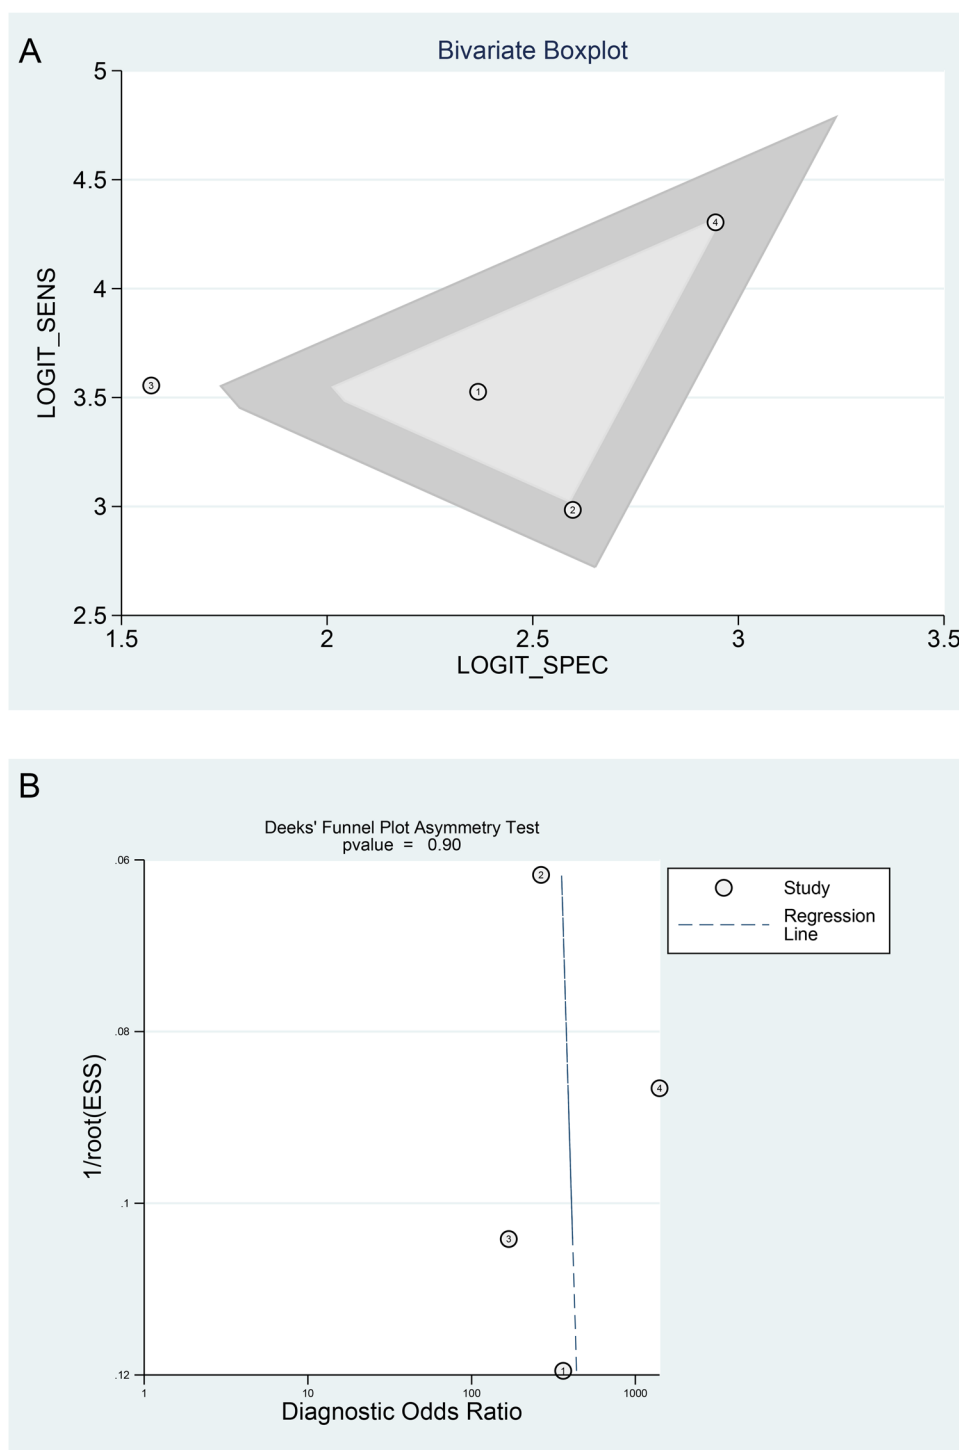 A
Bivariate Boxplot
5
4.5
4
3.5
3
2.5
LOGIT_SENS
4
3
1
2
1.5
2
2.5
3
3.5
LOGIT_SPEC
B
Deeks' Funnel Plot Asymmetry Test
pvalue = 0.90
.06
.08
.1
.12
1/root(ESS)
2
4
3
1
Study
Regression
Line
1
10
100
1000
Diagnostic Odds Ratio